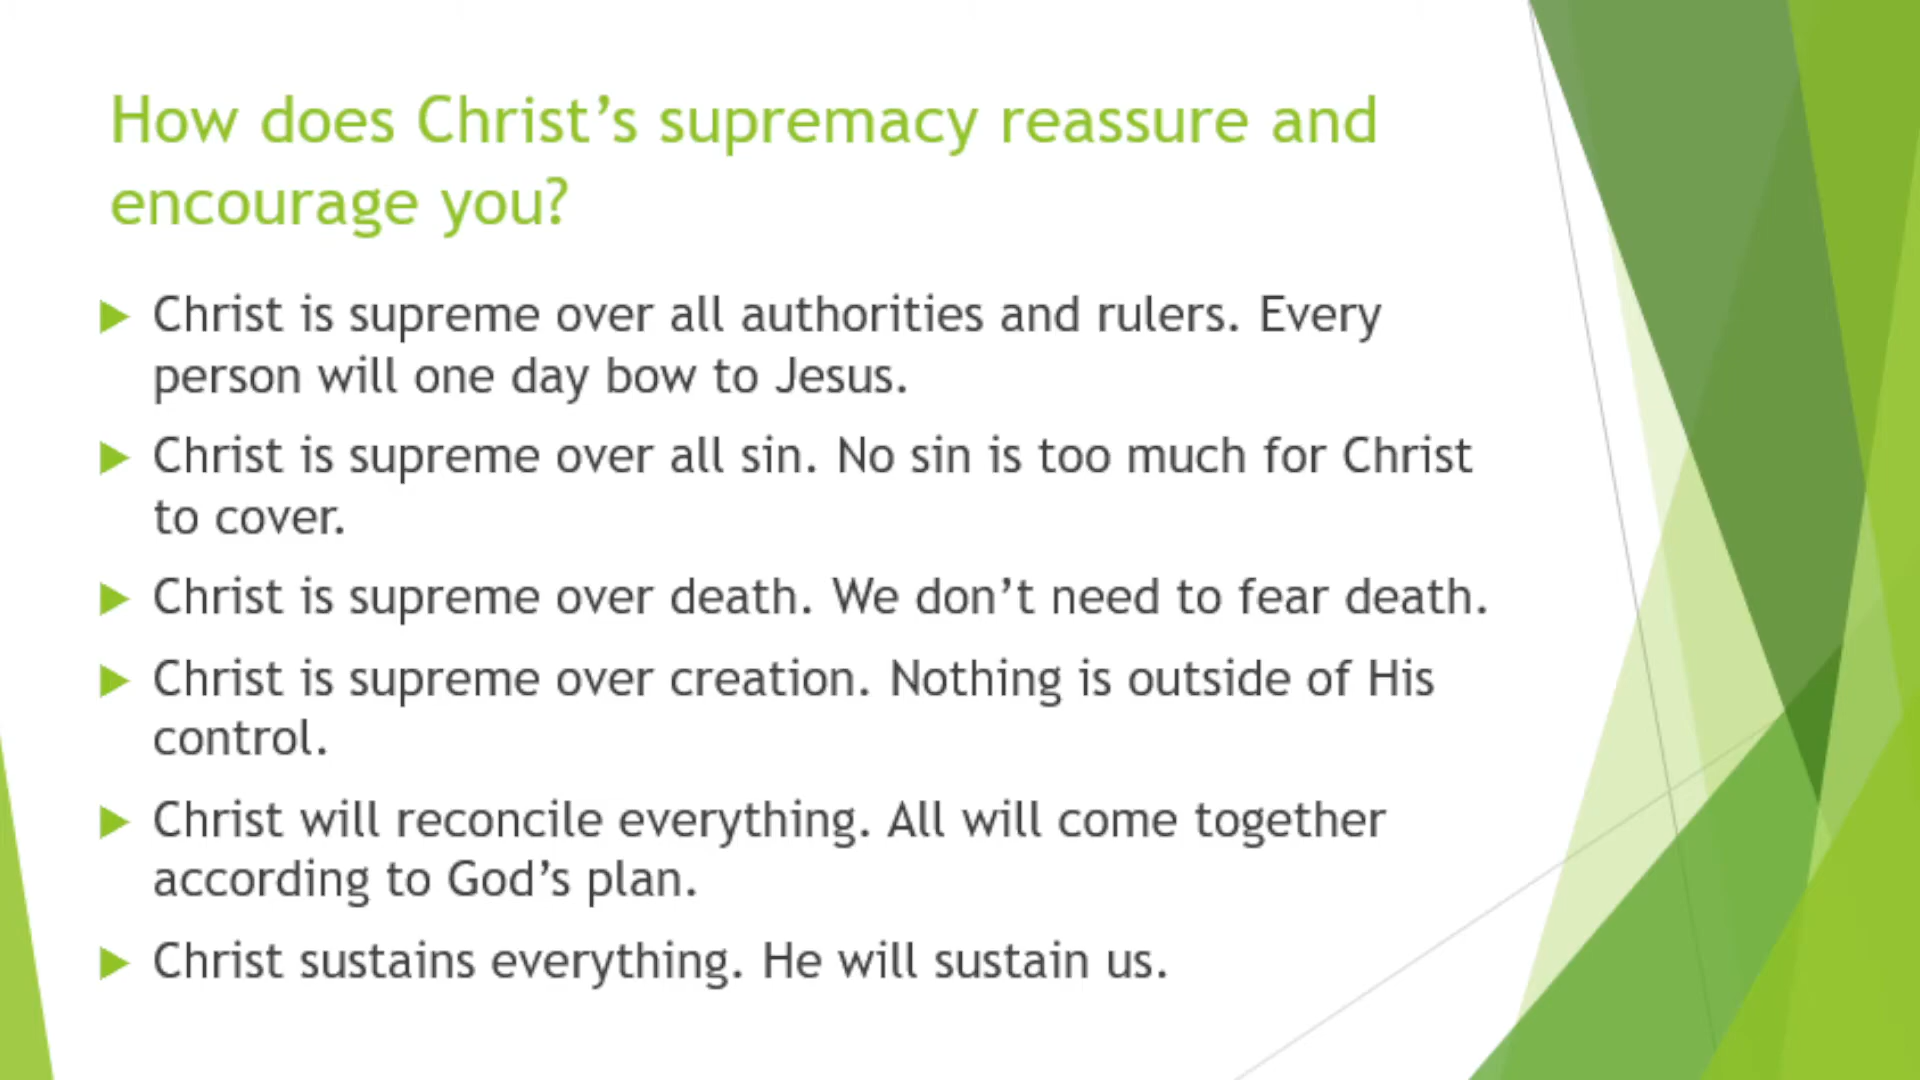 How does Christ’s supremacy reassure and
encourage you?
Christ is supreme over all authorities and rulers. Every
person will one day bow to Jesus.
Christ is supreme over all sin. No sin is too much for Christ
to cover.
Christ is supreme over death. We don’t need to fear death.
Christ is supreme over creation. Nothing is outside of His
control.
Christ will reconcile everything. All will come together
according to God’s plan.
Christ sustains everything. He will sustain us.